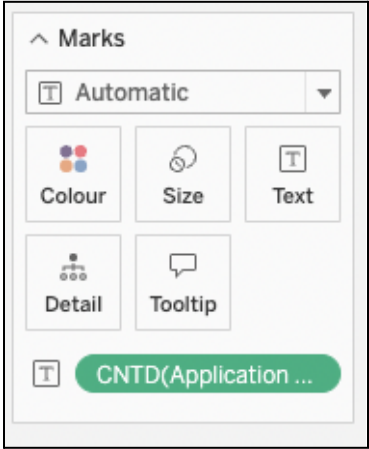 Marks
T Automatic
Colour Size T Text
Detail Tooltip
T CNTD(Application ...